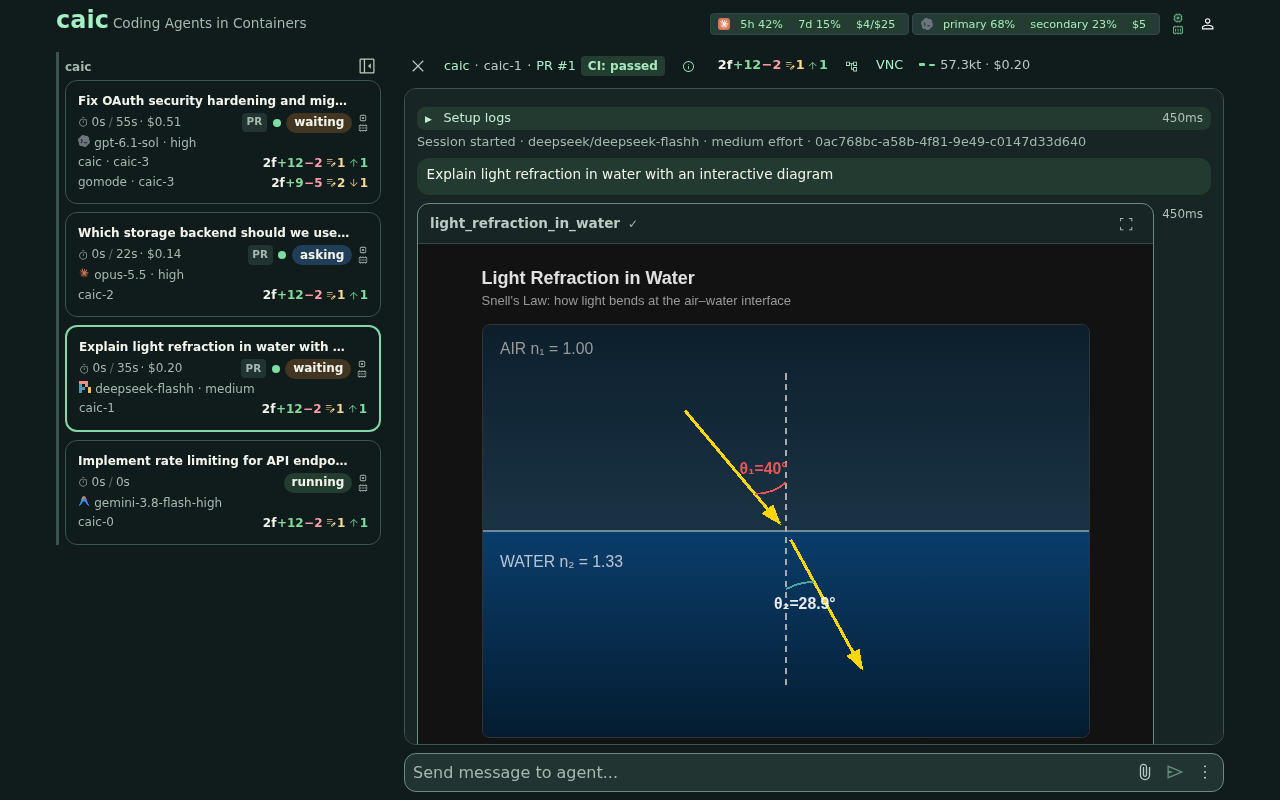 caic Coding Agents in Containers
5h 42% 7d 15% $4/$25
primary 68% secondary 23% $5
caic
Fix OAuth security hardening and mig…
0s / 55s · $0.51 PR waiting
gpt-6.1-sol · high
caic · caic-3 2f+12−2 1 ↑1
gomode · caic-3 2f+9−5 2 ↓1
Which storage backend should we use…
0s / 22s · $0.14 PR asking
opus-5.5 · high
caic-2 2f+12−2 1 ↑1
Explain light refraction in water with …
0s / 35s · $0.20 PR waiting
deepseek-flashh · medium
caic-1 2f+12−2 1 ↑1
Implement rate limiting for API endpo…
0s / 0s running
gemini-3.8-flash-high
caic-0 2f+12−2 1 ↑1
caic · caic-1 · PR #1 CI: passed 2f+12−2 1 ↑1 VNC 57.3kt · $0.20
▶ Setup logs 450ms
Session started · deepseek/deepseek-flashh · medium effort · 0ac768bc-a58b-4f81-9e49-c0147d33d640
Explain light refraction in water with an interactive diagram
light_refraction_in_water ✓ 450ms
Light Refraction in Water
Snell's Law: how light bends at the air–water interface
AIR n₁ = 1.00
θ₁=40°
WATER n₂ = 1.33
θ₂=28.9°
Send message to agent…